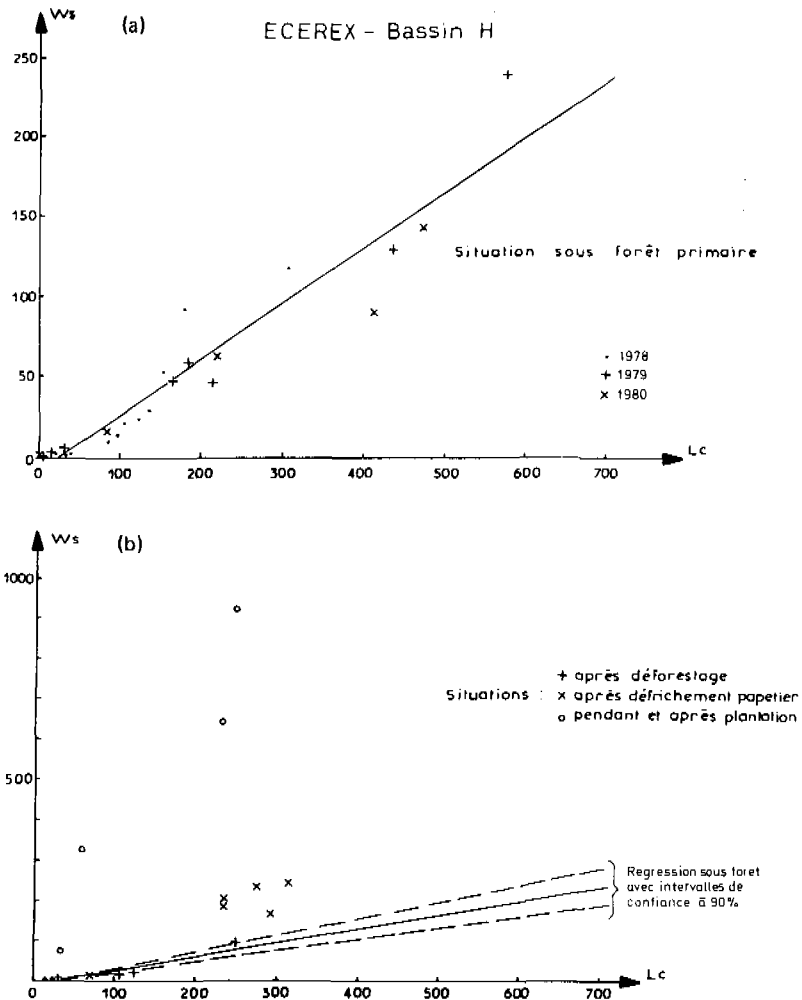 Ws
(a)
ECEREX - Bassin H
250
200
150
100
50
0
Situation sous forêt primaire
· 1978
+ 1979
× 1980
0 100 200 300 400 500 600 700
Lc
Ws
(b)
1000
500
+ après déforestage
Situations : × après défrichement papetier
o pendant et après plantation
Regression sous foret
avec intervalles de
confiance à 90%
0 100 200 300 400 500 600 700
Lc